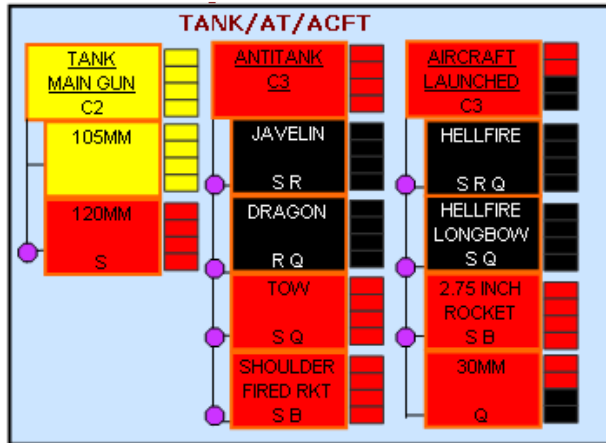 TANK/AT/ACFT
TANK
MAIN GUN
C2
105MM
120MM
S
ANTITANK
C3
JAVELIN
S R
DRAGON
R Q
TOW
S Q
SHOULDER
FIRED RKT
S B
AIRCRAFT
LAUNCHED
C3
HELLFIRE
S R Q
HELLFIRE
LONGBOW
S Q
2.75 INCH
ROCKET
S B
30MM
Q